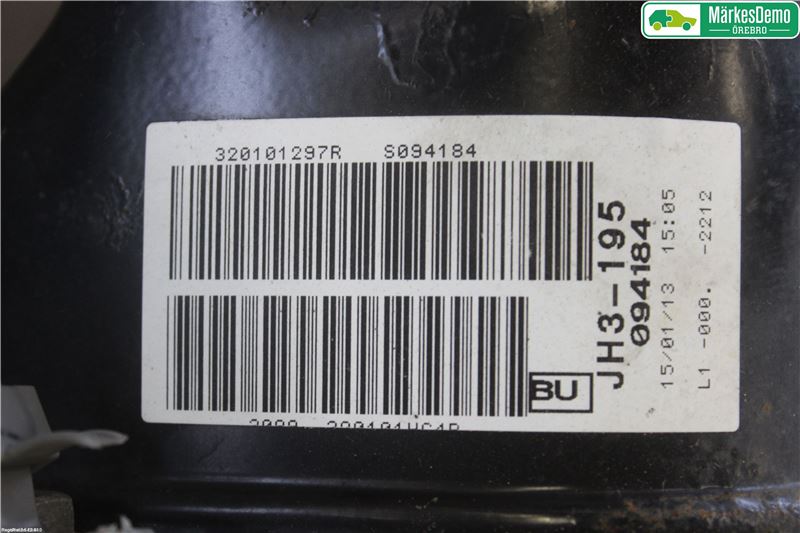 MärkesDemo
ÖREBRO
320101297R S094184
JH3-195
094184
15/01/13 15:05
L1 -000. -2212
BU